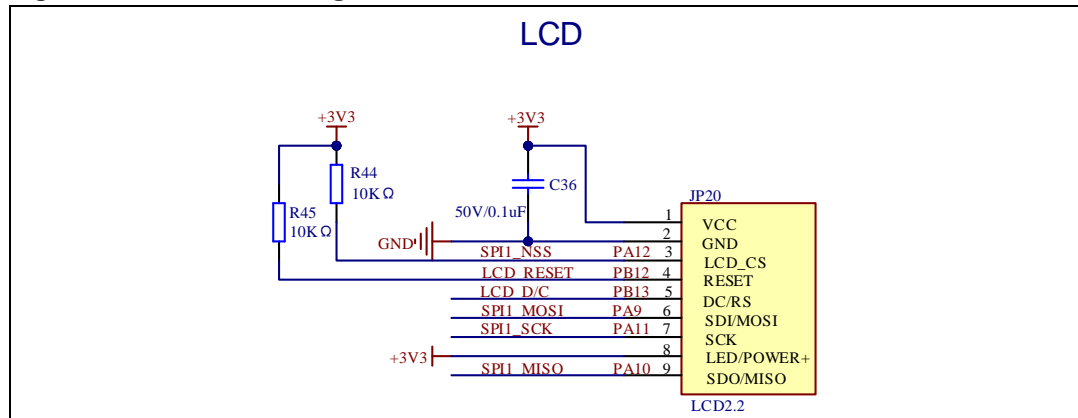 LCD
+3V3
+3V3
R44
10KΩ
R45
10KΩ
C36
50V/0.1uF
GND
JP20
1 VCC
2 GND
SPI1_NSS PA12 3 LCD_CS
LCD_RESET PB12 4 RESET
LCD_D/C PB13 5 DC/RS
SPI1_MOSI PA9 6 SDI/MOSI
SPI1_SCK PA11 7 SCK
+3V3 8 LED/POWER+
SPI1_MISO PA10 9 SDO/MISO
LCD2.2